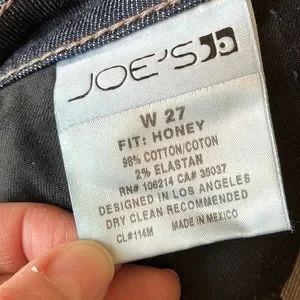 JOE'S
W 27
FIT: HONEY
98% COTTON/COTON
2% ELASTAN
RN# 106214 CA# 35037
DESIGNED IN LOS ANGELES
DRY CLEAN RECOMMENDED
CL#114M MADE IN MEXICO